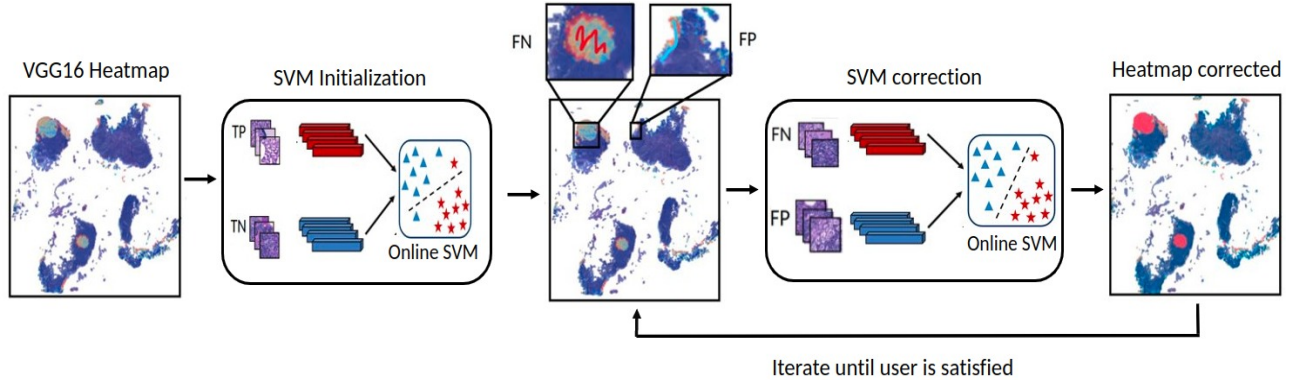 VGG16 Heatmap
SVM Initialization
TP
TN
Online SVM
FN
FP
SVM correction
FN
FP
Online SVM
Heatmap corrected
Iterate until user is satisfied